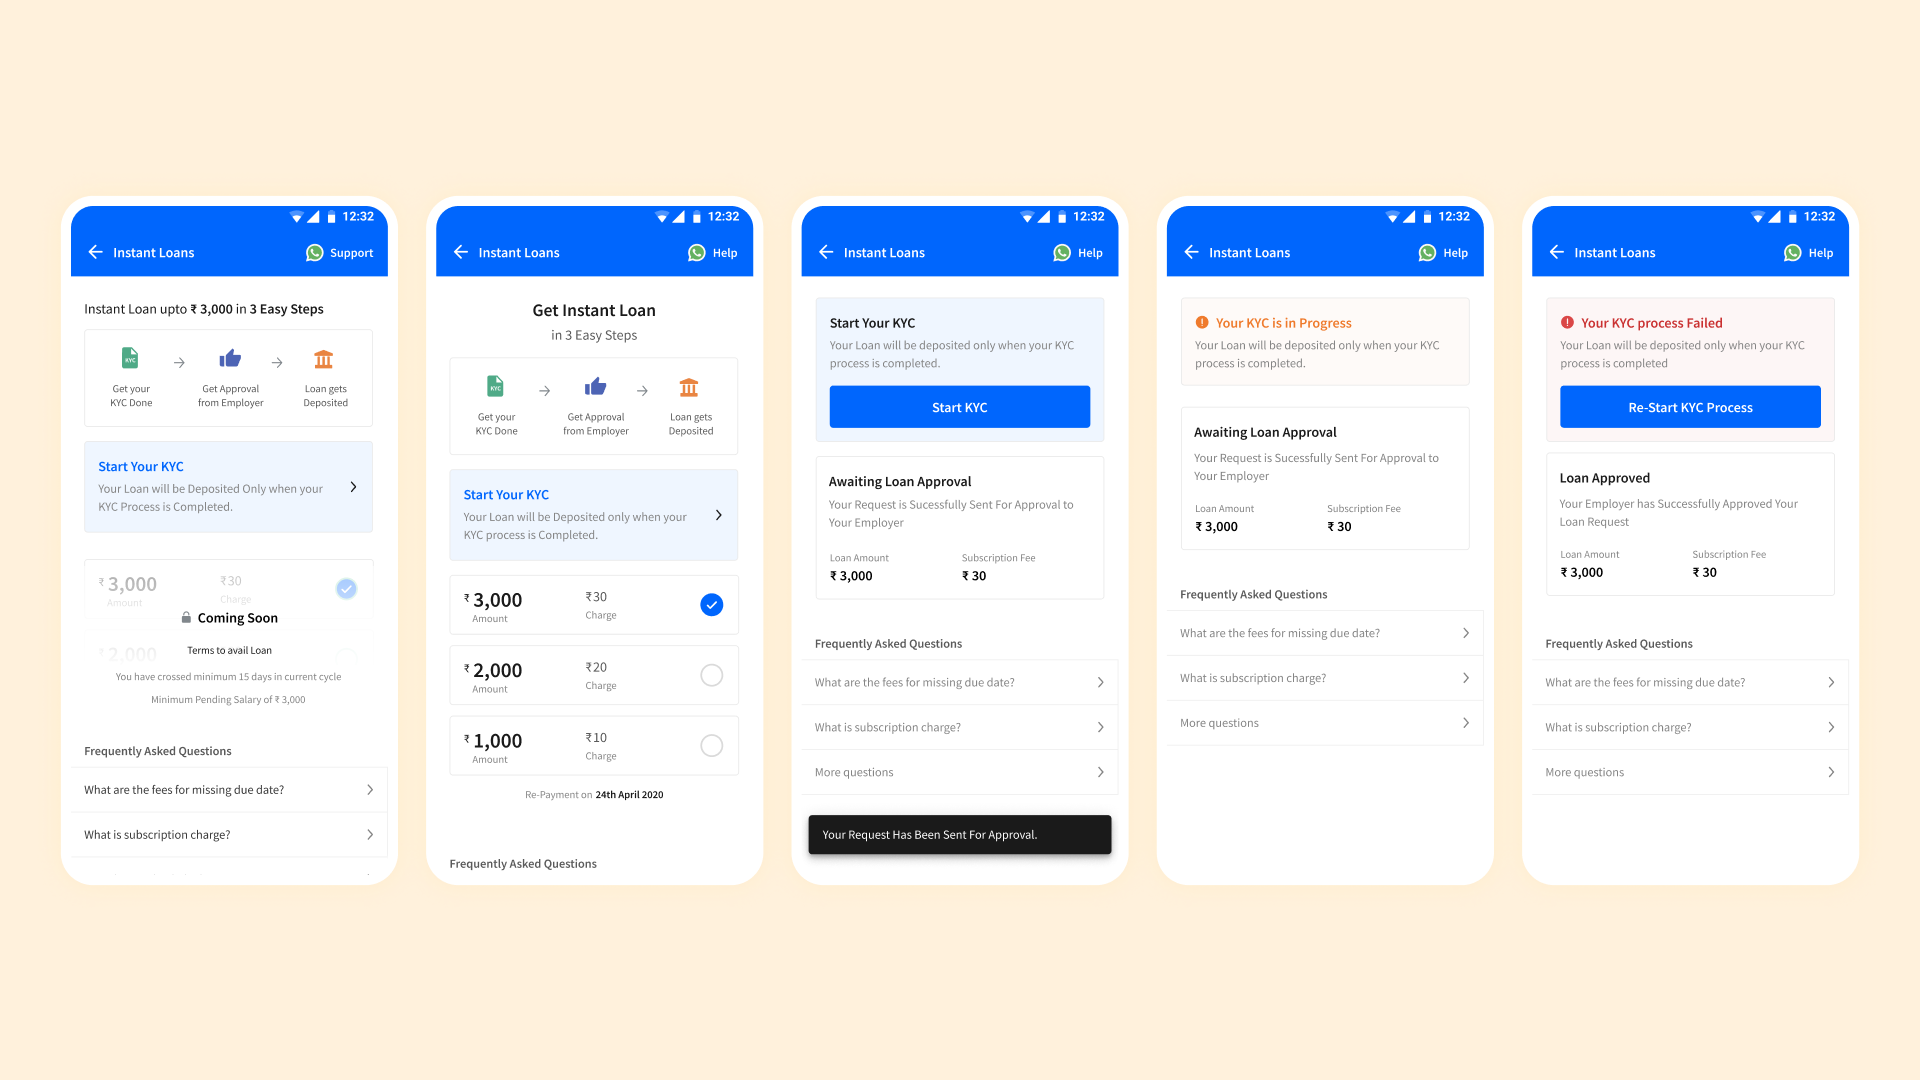 12:32
Instant Loans
Support
Instant Loan upto ₹ 3,000 in 3 Easy Steps
KYC
Get your
KYC Done
Get Approval
from Employer
Loan gets
Deposited
Start Your KYC
Your Loan will be Deposited Only when your
KYC Process is Completed.
₹ 3,000
Amount
₹30
Charge
Coming Soon
₹ 2,000
Terms to avail Loan
You have crossed minimum 15 days in current cycle
Minimum Pending Salary of ₹ 3,000
Frequently Asked Questions
What are the fees for missing due date?
What is subscription charge?
12:32
Instant Loans
Help
Get Instant Loan
in 3 Easy Steps
KYC
Get your
KYC Done
Get Approval
from Employer
Loan gets
Deposited
Start Your KYC
Your Loan will be Deposited only when your
KYC process is Completed.
₹ 3,000
Amount
₹30
Charge
₹ 2,000
Amount
₹20
Charge
₹ 1,000
Amount
₹10
Charge
Re-Payment on 24th April 2020
Frequently Asked Questions
12:32
Instant Loans
Help
Start Your KYC
Your Loan will be deposited only when your KYC
process is completed.
Start KYC
Awaiting Loan Approval
Your Request is Sucessfully Sent For Approval to
Your Employer
Loan Amount
₹ 3,000
Subscription Fee
₹ 30
Frequently Asked Questions
What are the fees for missing due date?
What is subscription charge?
More questions
Your Request Has Been Sent For Approval.
12:32
Instant Loans
Help
Your KYC is in Progress
Your Loan will be deposited only when your KYC
process is completed.
Awaiting Loan Approval
Your Request is Sucessfully Sent For Approval to
Your Employer
Loan Amount
₹ 3,000
Subscription Fee
₹ 30
Frequently Asked Questions
What are the fees for missing due date?
What is subscription charge?
More questions
12:32
Instant Loans
Help
Your KYC process Failed
Your Loan will be deposited only when your KYC
process is completed
Re-Start KYC Process
Loan Approved
Your Employer has Successfully Approved Your
Loan Request
Loan Amount
₹ 3,000
Subscription Fee
₹ 30
Frequently Asked Questions
What are the fees for missing due date?
What is subscription charge?
More questions